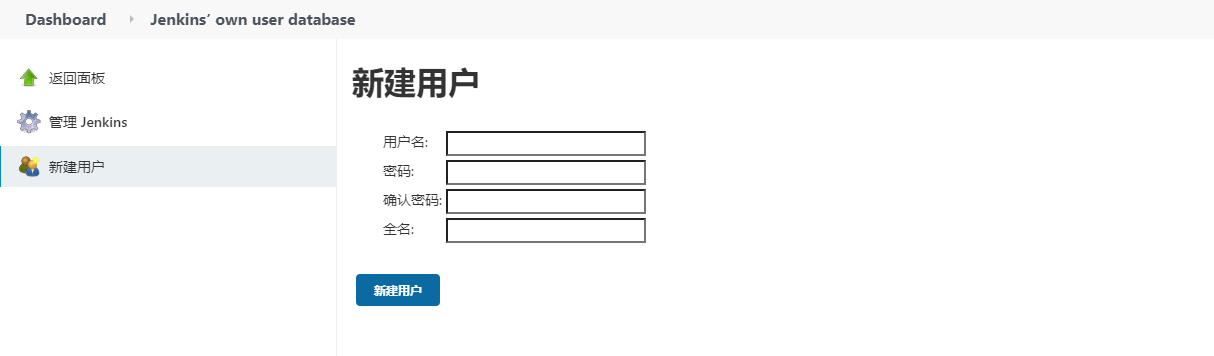 Dashboard Jenkins’ own user database
返回面板
管理 Jenkins
新建用户
新建用户
用户名:
密码:
确认密码:
全名:
新建用户